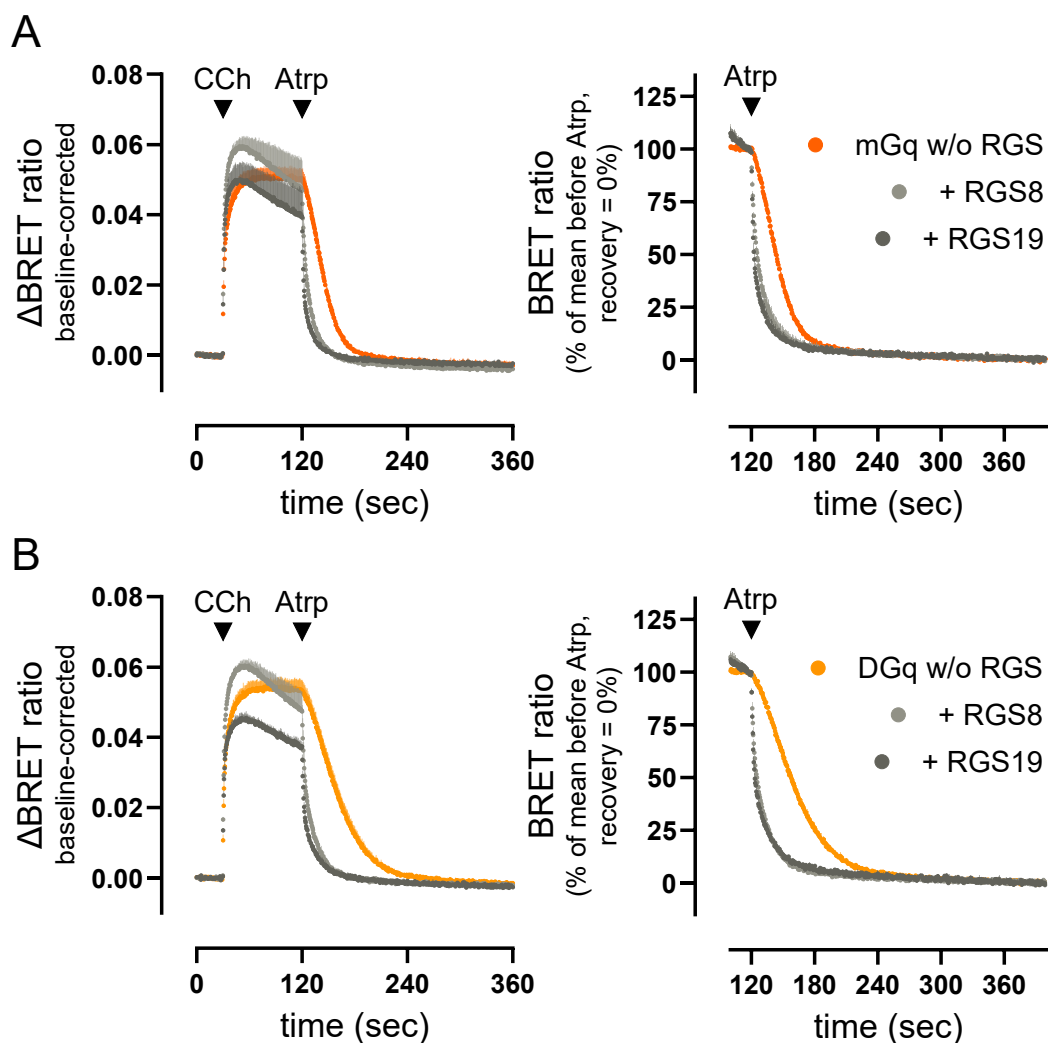 A
0.08
0.06
0.04
0.02
0.00
ΔBRET ratio
baseline-corrected
CCh
Atrp
0
120
240
360
time (sec)
125
100
75
50
25
0
BRET ratio
(% of mean before Atrp,
recovery = 0%)
Atrp
mGq w/o RGS
+ RGS8
+ RGS19
120
180
240
300
360
time (sec)
B
0.08
0.06
0.04
0.02
0.00
ΔBRET ratio
baseline-corrected
CCh
Atrp
0
120
240
360
time (sec)
125
100
75
50
25
0
BRET ratio
(% of mean before Atrp,
recovery = 0%)
Atrp
DGq w/o RGS
+ RGS8
+ RGS19
120
180
240
300
360
time (sec)